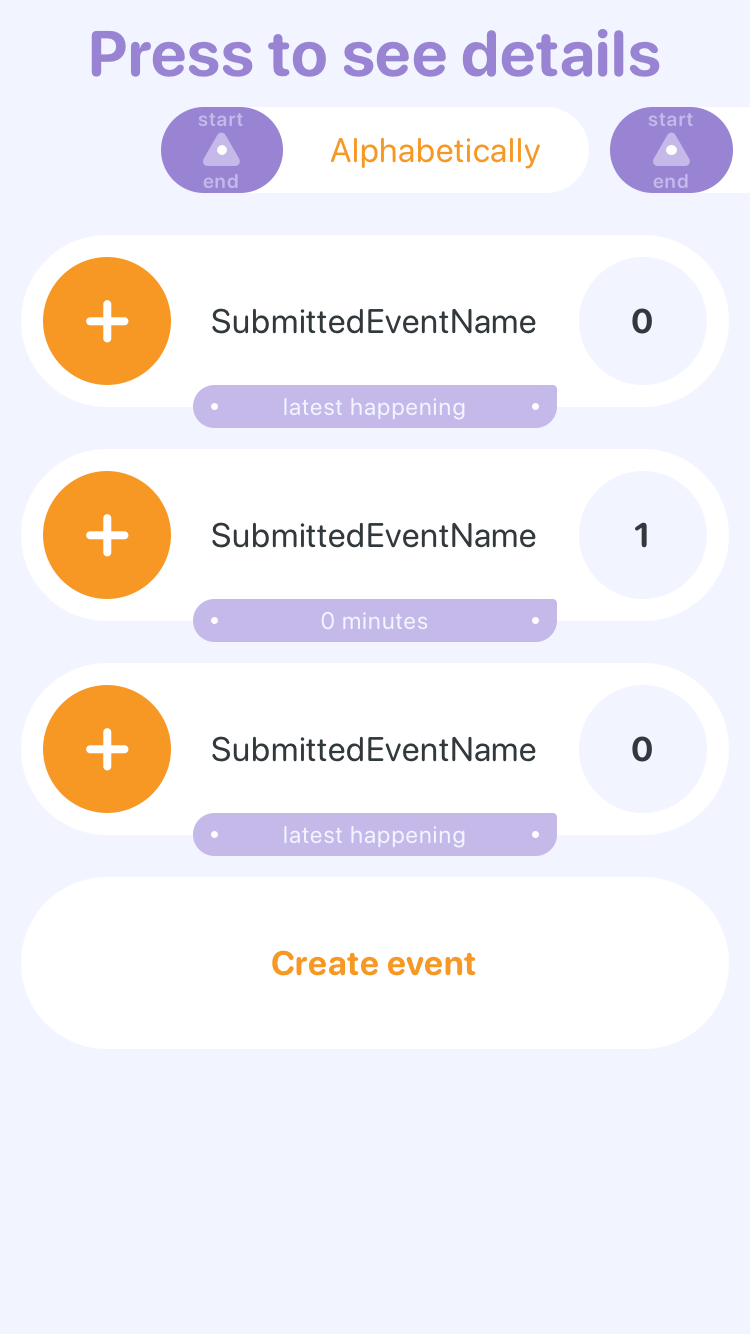 Press to see details
start
end
Alphabetically
start
end
SubmittedEventName
0
latest happening
SubmittedEventName
1
0 minutes
SubmittedEventName
0
latest happening
Create event